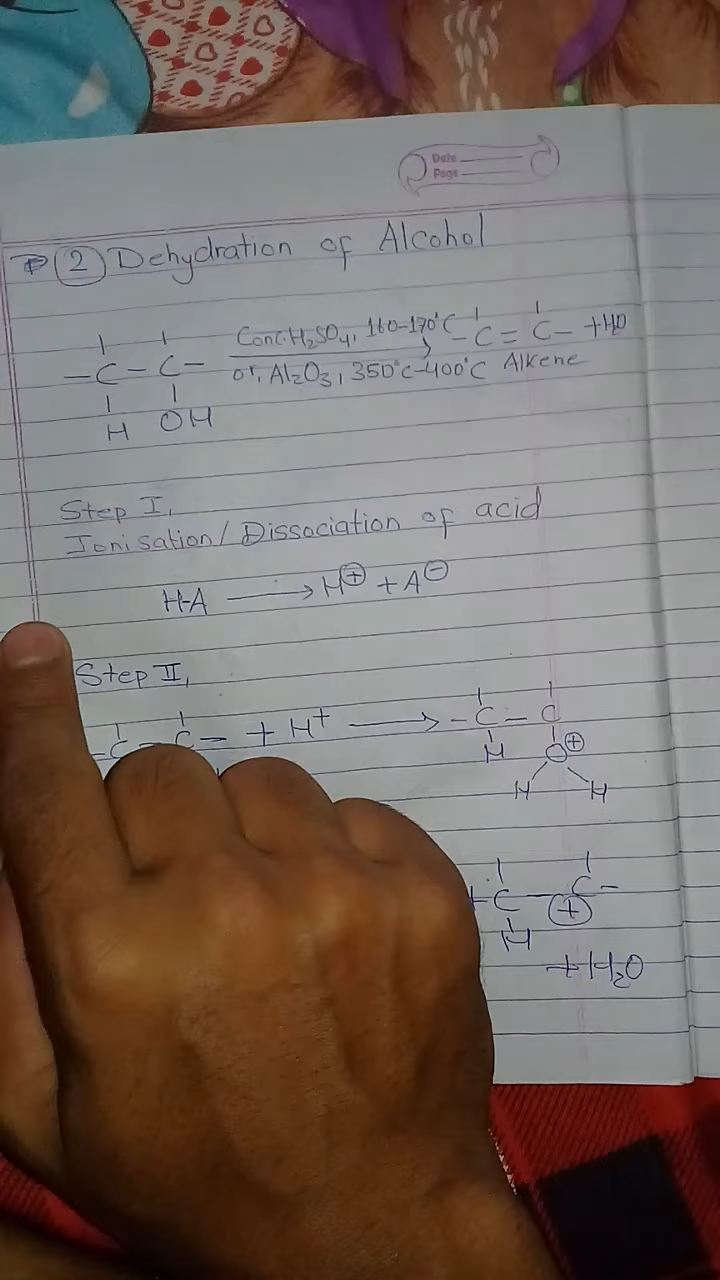 Date
Page
② Dehydration of Alcohol
Conc.H₂SO₄, 160-170°C
-C-C- -C=C- +H₂O
or, Al₂O₃, 350°C-400°C Alkene
H OH
Step I,
Ionisation/Dissociation of acid
H-A ⟶ H⊕ + A⊖
Step II,
-C-C- + H⁺ ⟶ -C-C
H O⊕
H H
C-C-
H ⊕
+H₂O